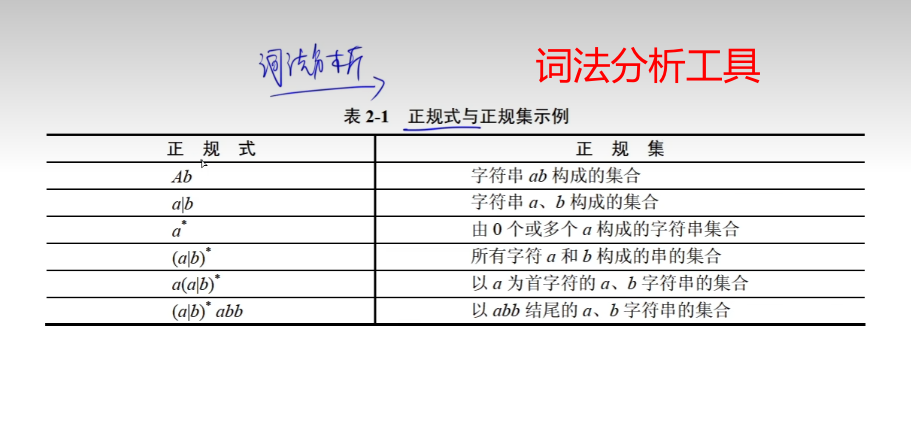 词法分析
词法分析工具
表 2-1 正规式与正规集示例
正 规 式 正 规 集
Ab 字符串 ab 构成的集合
a|b 字符串 a、b 构成的集合
a* 由 0 个或多个 a 构成的字符串集合
(a|b)* 所有字符 a 和 b 构成的串的集合
a(a|b)* 以 a 为首字符的 a、b 字符串的集合
(a|b)* abb 以 abb 结尾的 a、b 字符串的集合